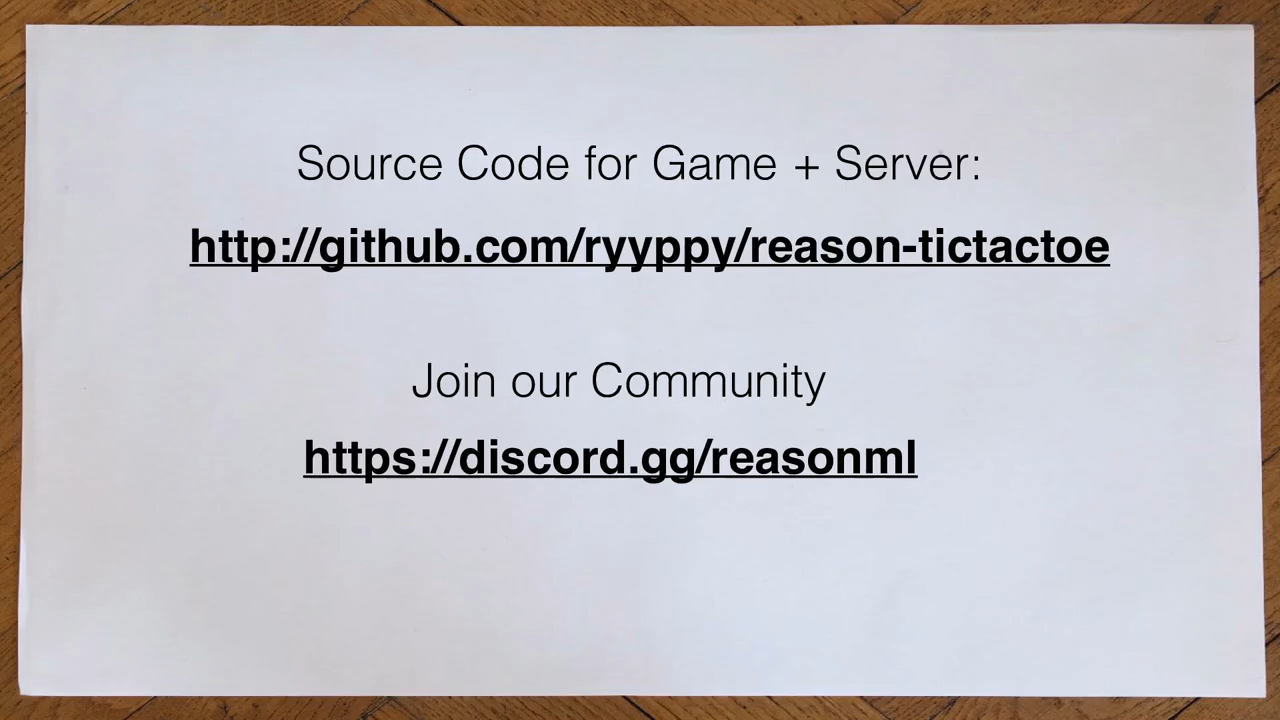 Source Code for Game + Server:
http://github.com/ryyppy/reason-tictactoe
Join our Community
https://discord.gg/reasonml